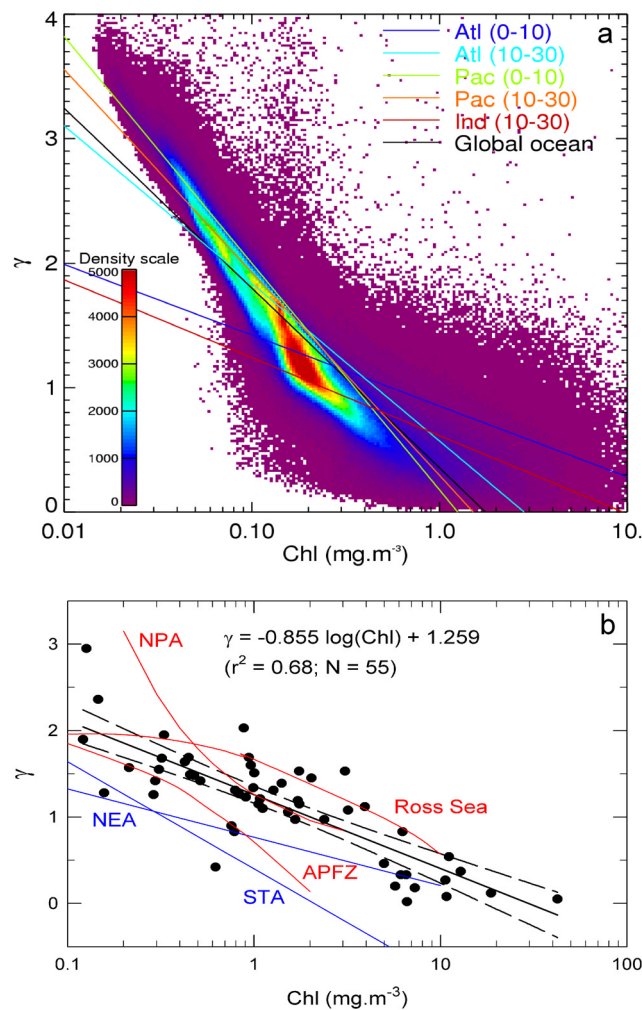 a
Atl (0-10)
Atl (10-30)
Pac (0-10)
Pac (10-30)
Ind (10-30)
Global ocean
4
3
2
1
0
γ
Density scale
5000
4000
3000
2000
1000
0
0.01
0.10
1.0
10.
Chl (mg.m⁻³)
b
γ = -0.855 log(Chl) + 1.259
(r² = 0.68; N = 55)
NPA
Ross Sea
NEA
APFZ
STA
3
2
1
0
γ
0.1
1
10
100
Chl (mg.m⁻³)